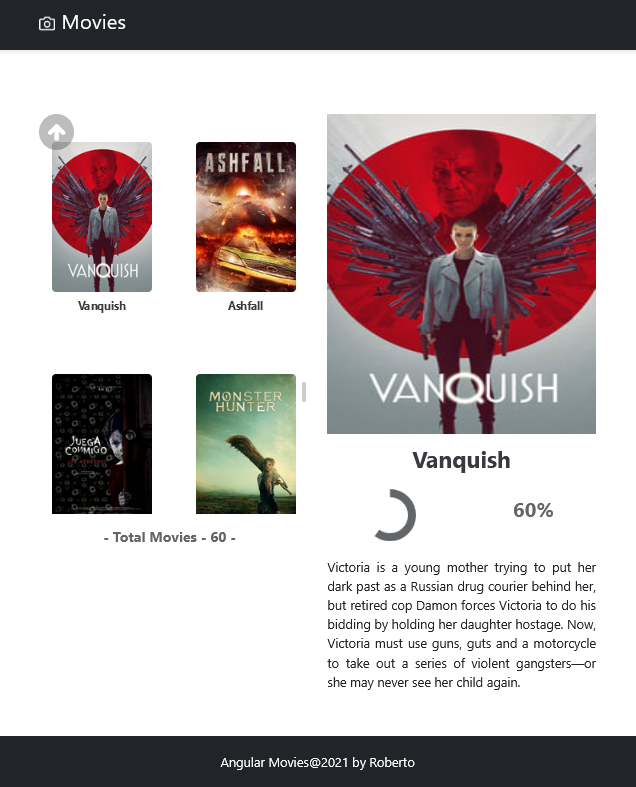 Movies
VANQUISH
Vanquish
ASHFALL
Ashfall
JUEGA
CONMIGO
MONSTER
HUNTER
- Total Movies - 60 -
VANQUISH
Vanquish
60%
Victoria is a young mother trying to put her
dark past as a Russian drug courier behind her,
but retired cop Damon forces Victoria to do his
bidding by holding her daughter hostage. Now,
Victoria must use guns, guts and a motorcycle
to take out a series of violent gangsters—or
she may never see her child again.
Angular Movies@2021 by Roberto